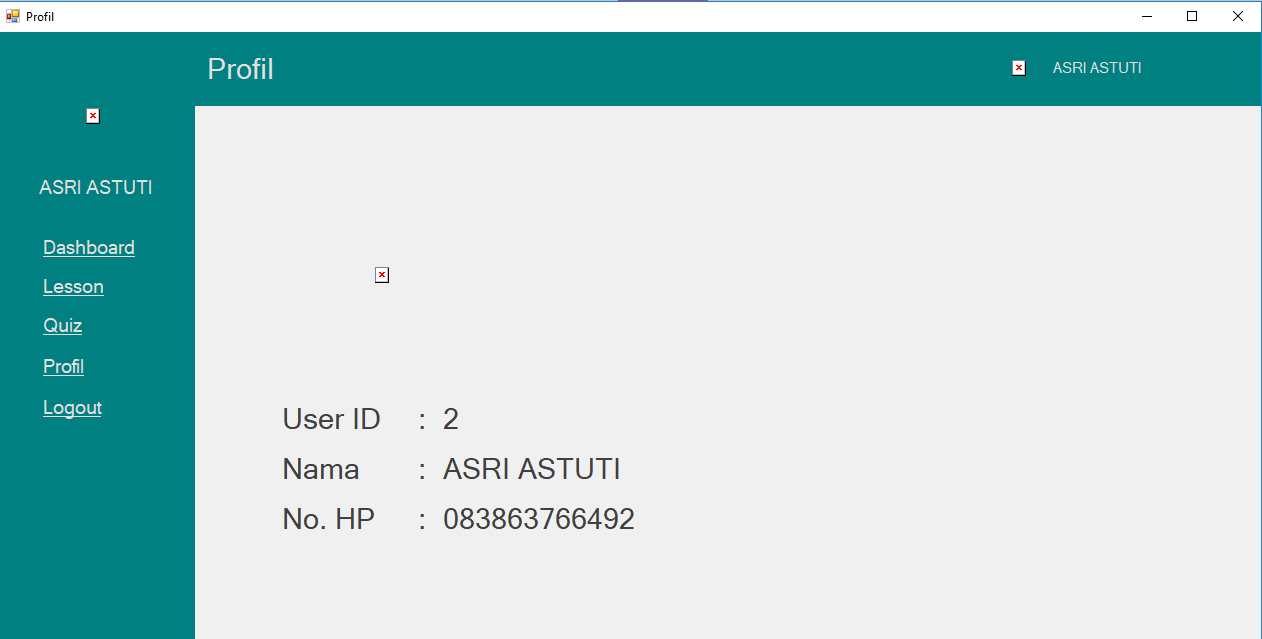 Profil
Profil
ASRI ASTUTI
ASRI ASTUTI
Dashboard
Lesson
Quiz
Profil
Logout
User ID : 2
Nama : ASRI ASTUTI
No. HP : 083863766492